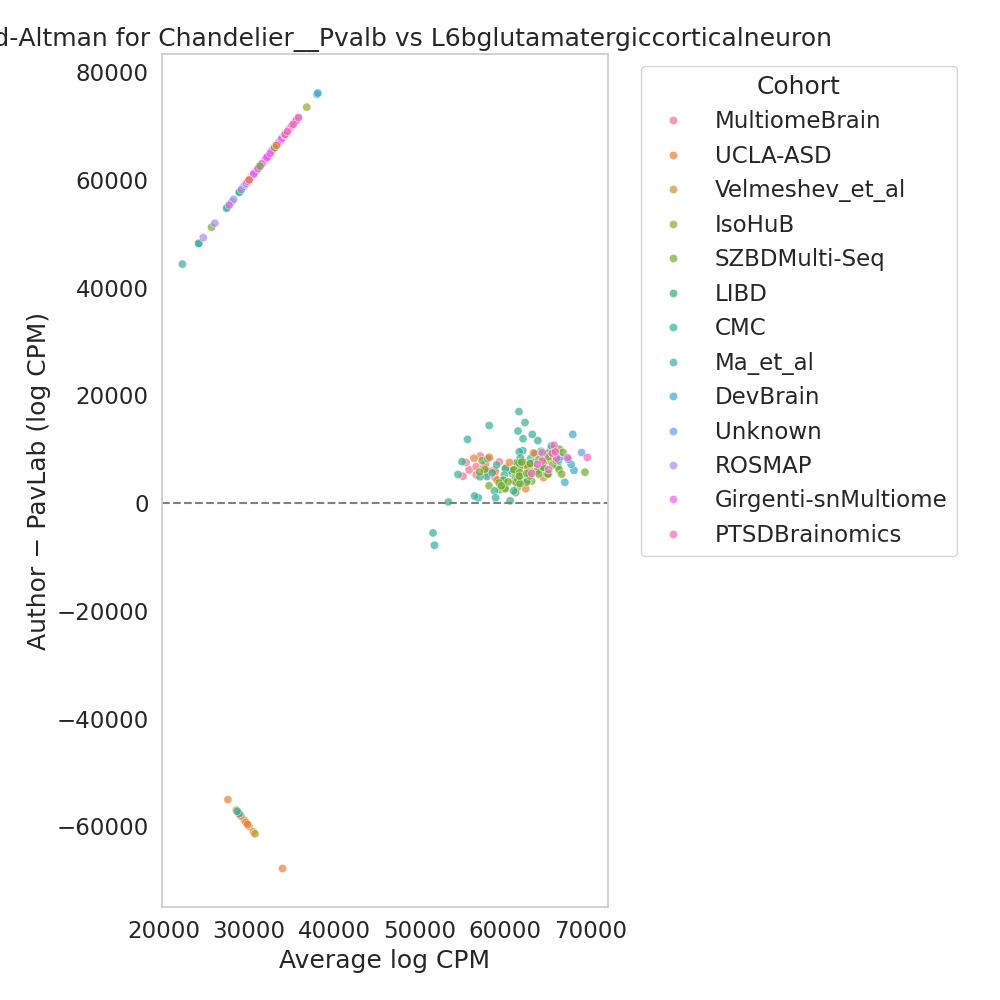 d-Altman for Chandelier__Pvalb vs L6bglutamatergiccorticalneuron
80000
60000
40000
20000
0
−20000
−40000
−60000
Author − PavLab (log CPM)
20000 30000 40000 50000 60000 70000
Average log CPM
Cohort
MultiomeBrain
UCLA-ASD
Velmeshev_et_al
IsoHuB
SZBDMulti-Seq
LIBD
CMC
Ma_et_al
DevBrain
Unknown
ROSMAP
Girgenti-snMultiome
PTSDBrainomics